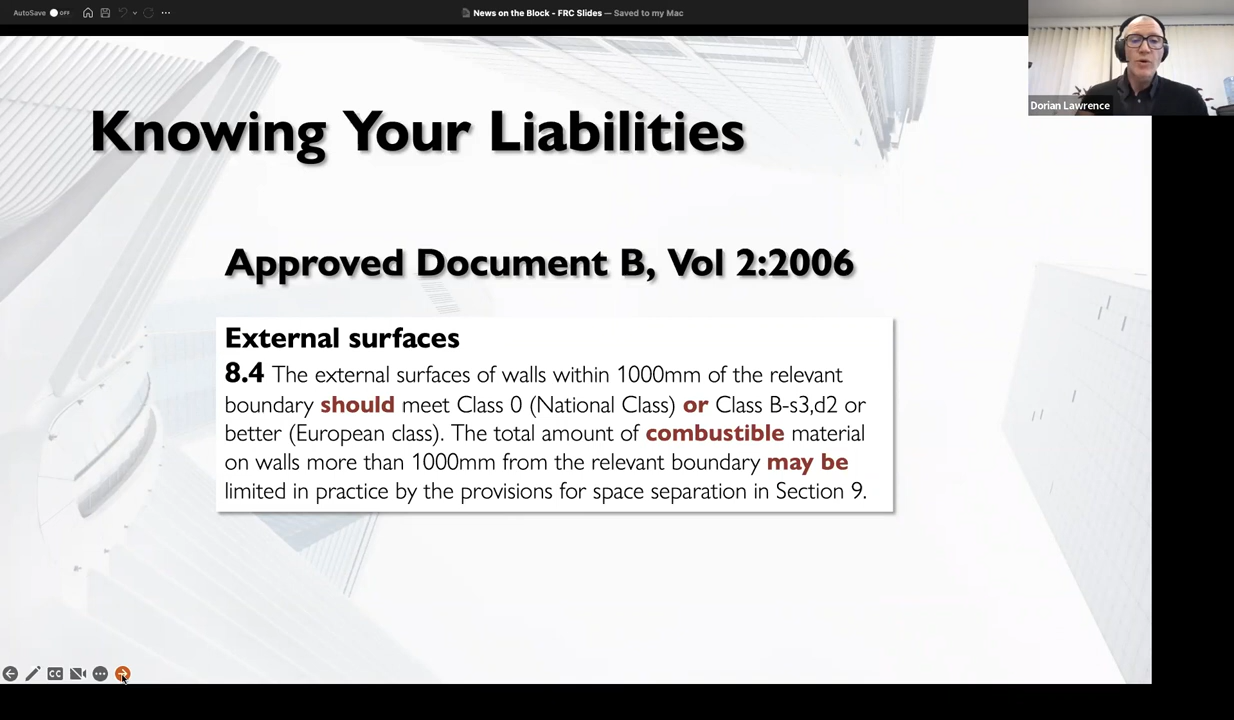 AutoSave OFF
News on the Block - FRC Slides — Saved to my Mac
Dorian Lawrence
Knowing Your Liabilities
Approved Document B, Vol 2:2006
External surfaces
8.4 The external surfaces of walls within 1000mm of the relevant
boundary should meet Class 0 (National Class) or Class B-s3,d2 or
better (European class). The total amount of combustible material
on walls more than 1000mm from the relevant boundary may be
limited in practice by the provisions for space separation in Section 9.
CC